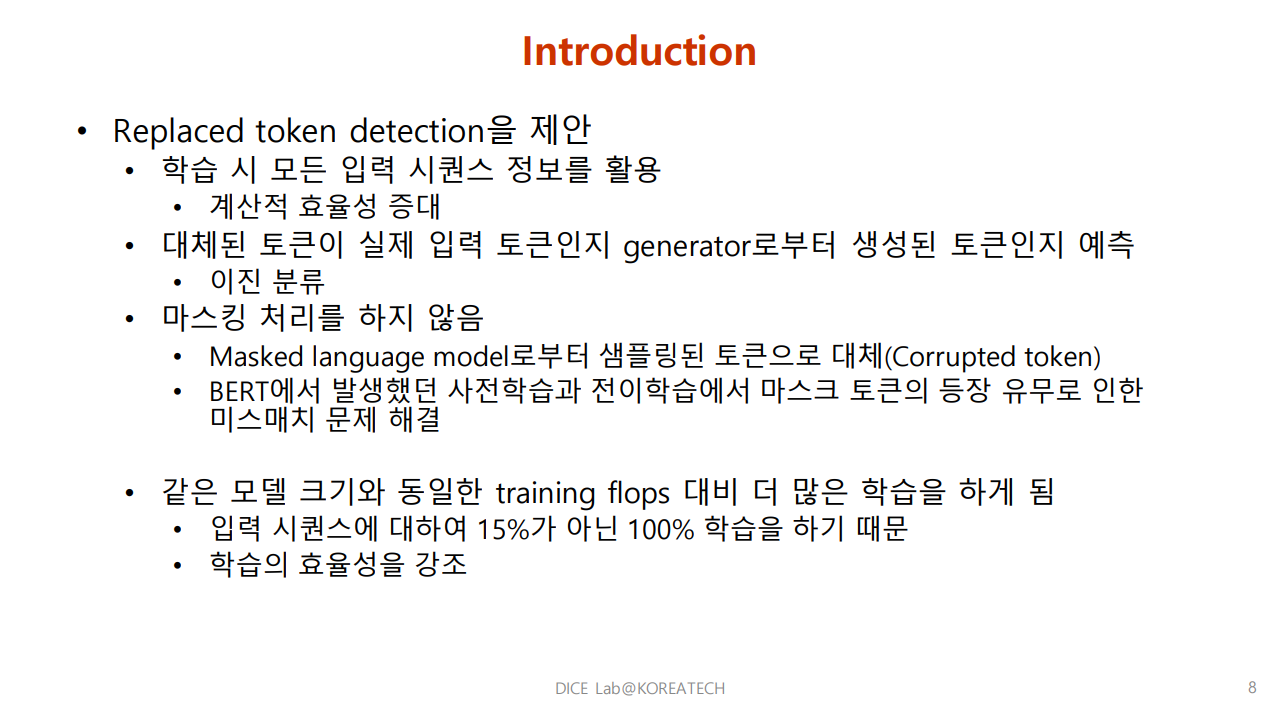 Introduction
• Replaced token detection을 제안
• 학습 시 모든 입력 시퀀스 정보를 활용
• 계산적 효율성 증대
• 대체된 토큰이 실제 입력 토큰인지 generator로부터 생성된 토큰인지 예측
• 이진 분류
• 마스킹 처리를 하지 않음
• Masked language model로부터 샘플링된 토큰으로 대체(Corrupted token)
• BERT에서 발생했던 사전학습과 전이학습에서 마스크 토큰의 등장 유무로 인한
미스매치 문제 해결
• 같은 모델 크기와 동일한 training flops 대비 더 많은 학습을 하게 됨
• 입력 시퀀스에 대하여 15%가 아닌 100% 학습을 하기 때문
• 학습의 효율성을 강조
DICE Lab@KOREATECH
8